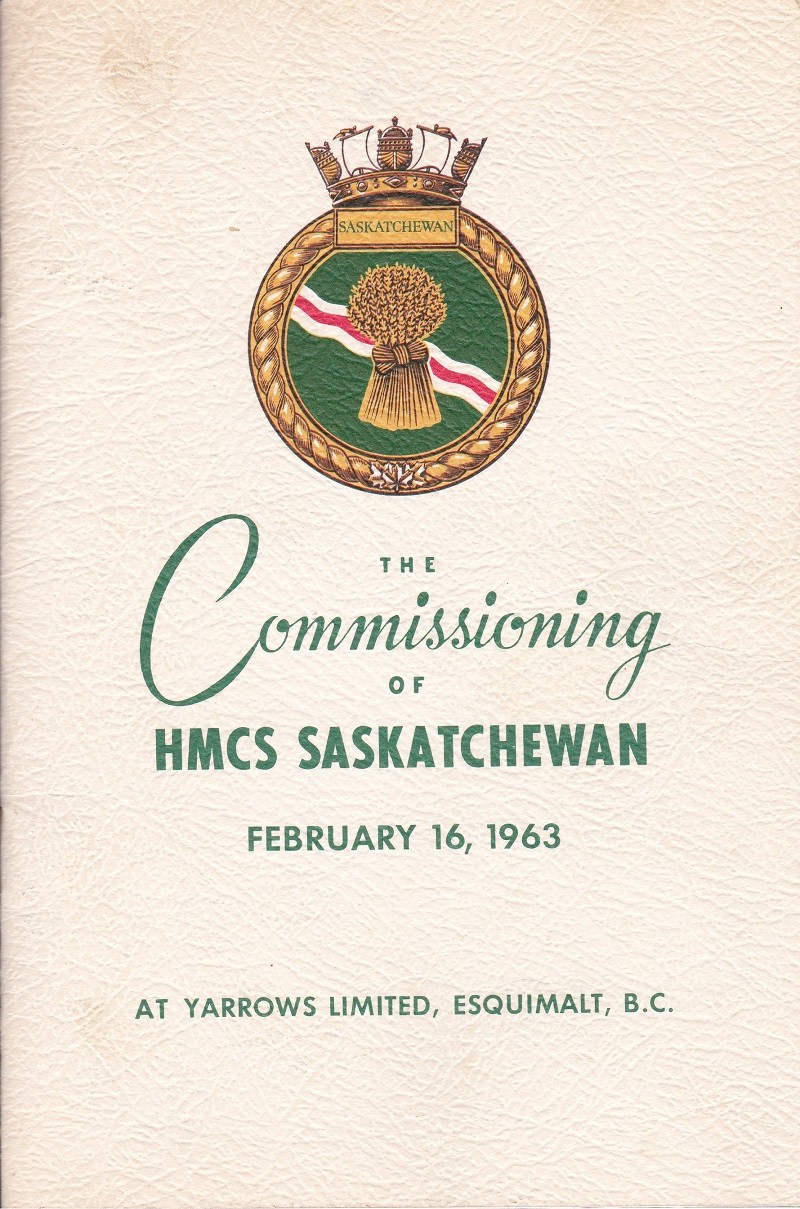 SASKATCHEWAN
THE
Commissioning
OF
HMCS SASKATCHEWAN
FEBRUARY 16, 1963
AT YARROWS LIMITED, ESQUIMALT, B.C.